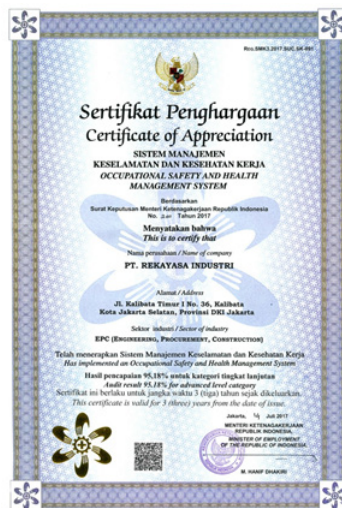 Rco.SMK3.2017.SUC.SK-
Sertifikat Penghargaan
Certificate of Appreciation
SISTEM MANAJEMEN
KESELAMATAN DAN KESEHATAN KERJA
OCCUPATIONAL SAFETY AND HEALTH
MANAGEMENT SYSTEM
Berdasarkan
Surat Keputusan Menteri Ketenagakerjaan Republik Indonesia
No. Tahun 2017
Menyatakan bahwa
This is to certify that
Nama perusahaan / Name of company
PT. REKAYASA INDUSTRI
Alamat / Address
Jl. Kalibata Timur I No. 36, Kalibata
Kota Jakarta Selatan, Provinsi DKI Jakarta
Sektor industri / Sector of industry
EPC (ENGINEERING, PROCUREMENT, CONSTRUCTION)
Telah menerapkan Sistem Manajemen Keselamatan dan Kesehatan Kerja
Has implemented an Occupational Safety and Health Management System
Hasil pencapaian 95,18% untuk kategori tingkat lanjutan
Audit result 95.18% for advanced level category
Sertifikat ini berlaku untuk jangka waktu 3 (tiga) tahun sejak dikeluarkan.
This certificate is valid for 3 (three) years from the date of issue.
Jakarta, Juli 2017
MENTERI KETENAGAKERJAAN
REPUBLIK INDONESIA,
MINISTER OF EMPLOYMENT
OF THE REPUBLIC OF INDONESIA,
M. HANIF DHAKIRI